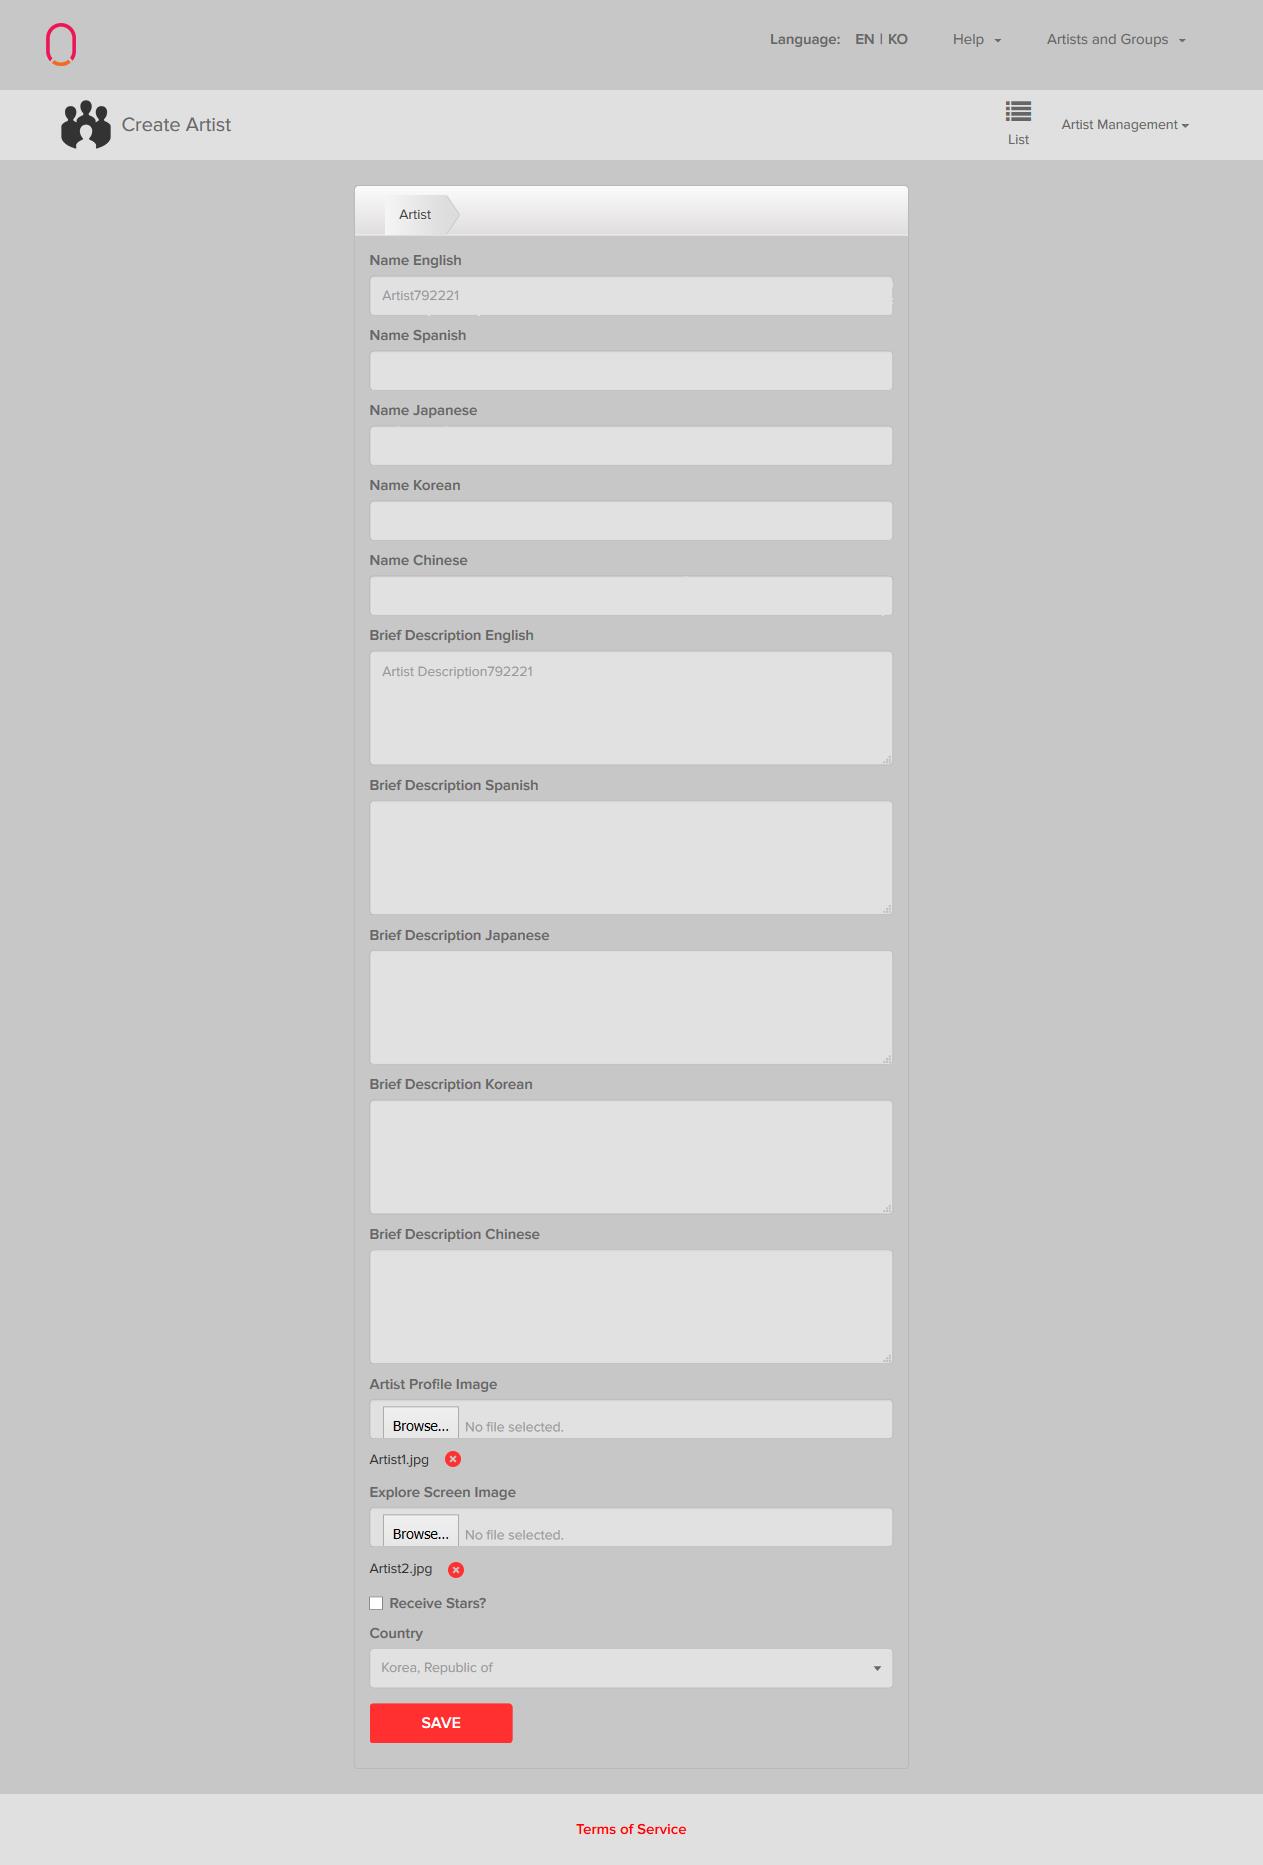 Language: EN | KO Help Artists and Groups
Create Artist
List
Artist Management
Artist
Name English
Artist792221
Name Spanish
Name Japanese
Name Korean
Name Chinese
Brief Description English
Artist Description792221
Brief Description Spanish
Brief Description Japanese
Brief Description Korean
Brief Description Chinese
Artist Profile Image
Browse... No file selected.
Artist1.jpg
Explore Screen Image
Browse... No file selected.
Artist2.jpg
Receive Stars?
Country
Korea, Republic of
SAVE
Terms of Service